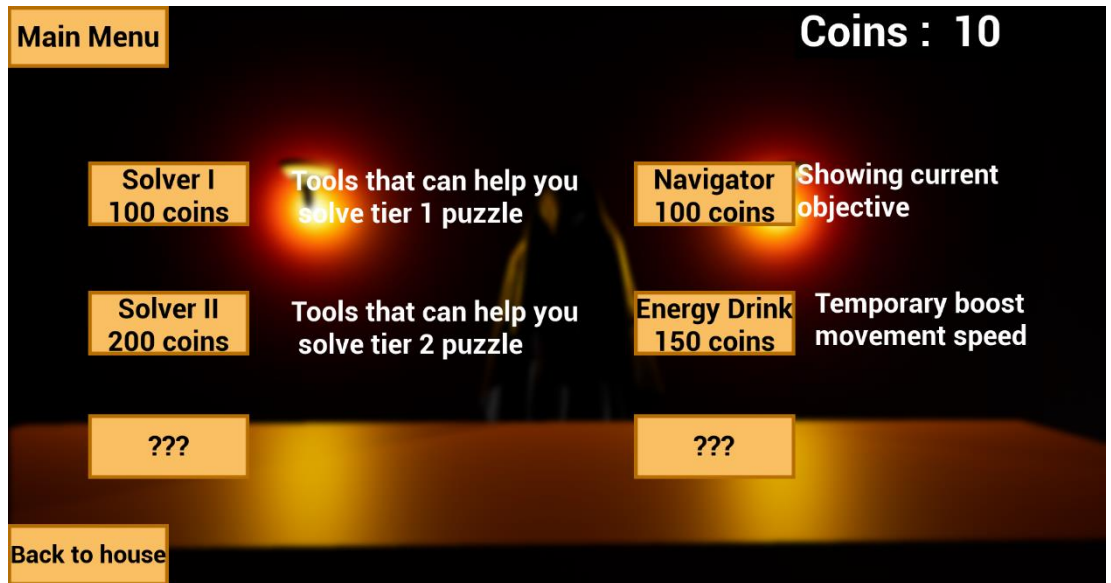 Main Menu
Coins : 10
Solver I
100 coins
Tools that can help you
solve tier 1 puzzle
Navigator
100 coins
Showing current
objective
Solver II
200 coins
Tools that can help you
solve tier 2 puzzle
Energy Drink
150 coins
Temporary boost
movement speed
???
???
Back to house